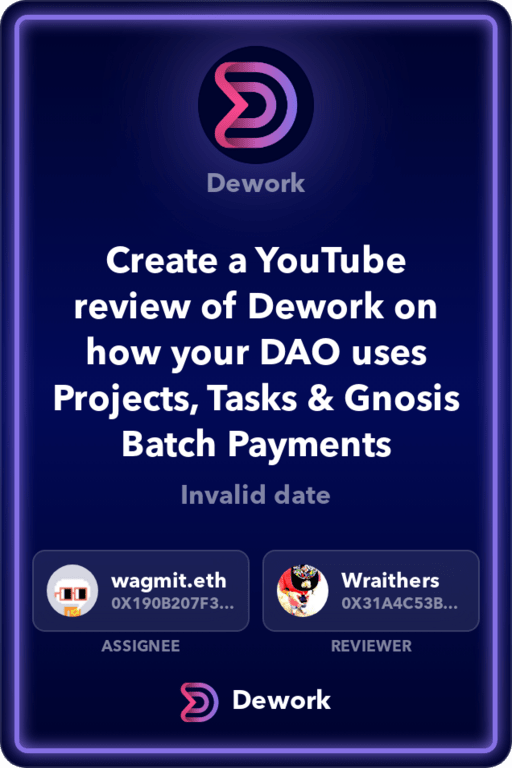 Dework
Create a YouTube
review of Dework on
how your DAO uses
Projects, Tasks & Gnosis
Batch Payments
Invalid date
wagmit.eth
0X190B207F3...
ASSIGNEE
Wraithers
0X31A4C53B...
REVIEWER
Dework